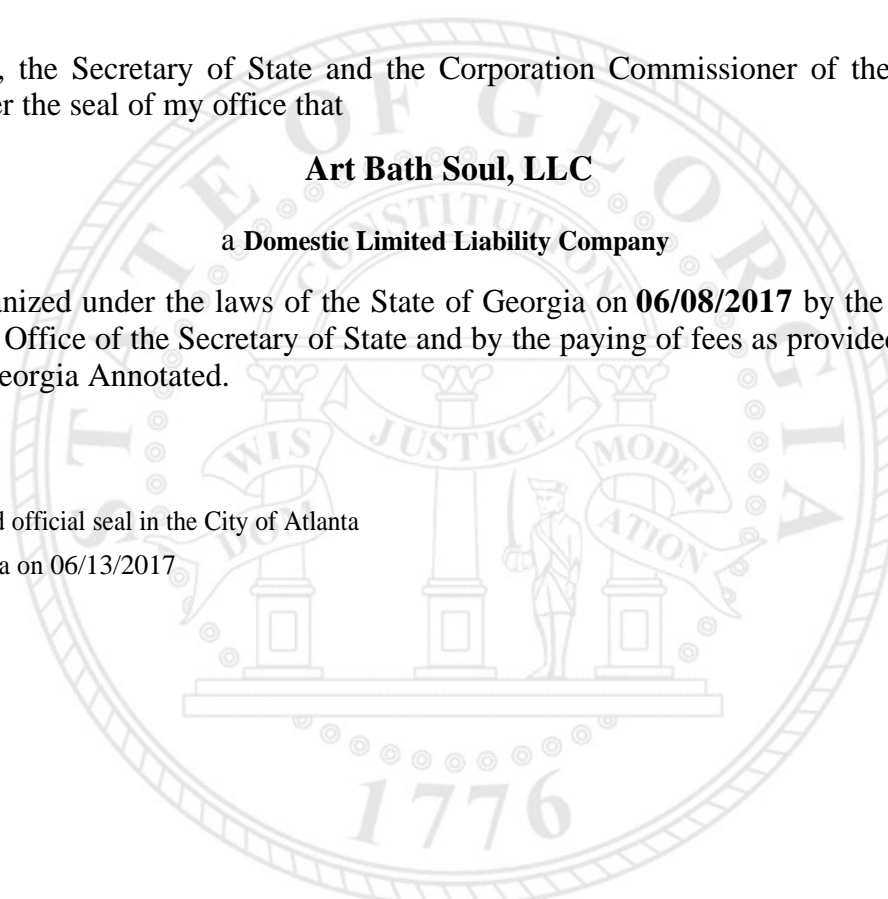 , the Secretary of State and the Corporation Commissioner of the
er the seal of my office that
Art Bath Soul, LLC
a Domestic Limited Liability Company
anized under the laws of the State of Georgia on 06/08/2017 by the
Office of the Secretary of State and by the paying of fees as provided
eorgia Annotated.
d official seal in the City of Atlanta
a on 06/13/2017
STATE OF GEORGIA
CONSTITUTION
WISDOM
JUSTICE
MODERATION
1776